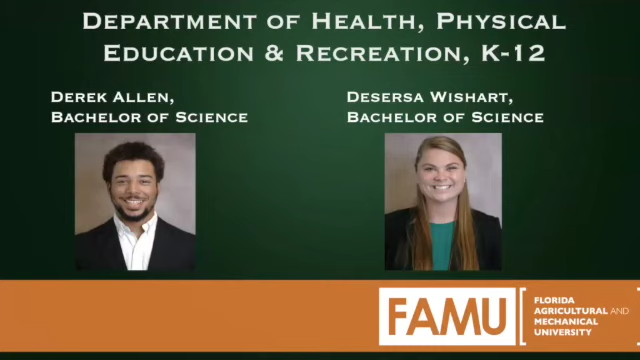 Department of Health, Physical
Education & Recreation, K-12
Derek Allen,
Bachelor of Science
Desersa Wishart,
Bachelor of Science
FAMU
FLORIDA
AGRICULTURAL AND
MECHANICAL
UNIVERSITY